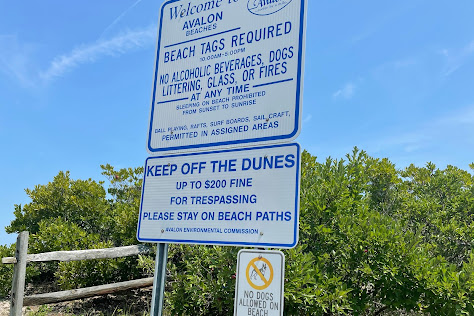 Welcome to
AVALON
BEACHES
BEACH TAGS REQUIRED
10:00AM-5:00PM
NO ALCOHOLIC BEVERAGES, DOGS
LITTERING, GLASS, OR FIRES
AT ANY TIME
SLEEPING ON BEACH PROHIBITED
FROM SUNSET TO SUNRISE
BALL PLAYING, RAFTS, SURF BOARDS, SAIL CRAFT,
PERMITTED IN ASSIGNED AREAS
KEEP OFF THE DUNES
UP TO $200 FINE
FOR TRESPASSING
PLEASE STAY ON BEACH PATHS
AVALON ENVIRONMENTAL COMMISSION
NO DOGS
ALLOWED ON
BEACH